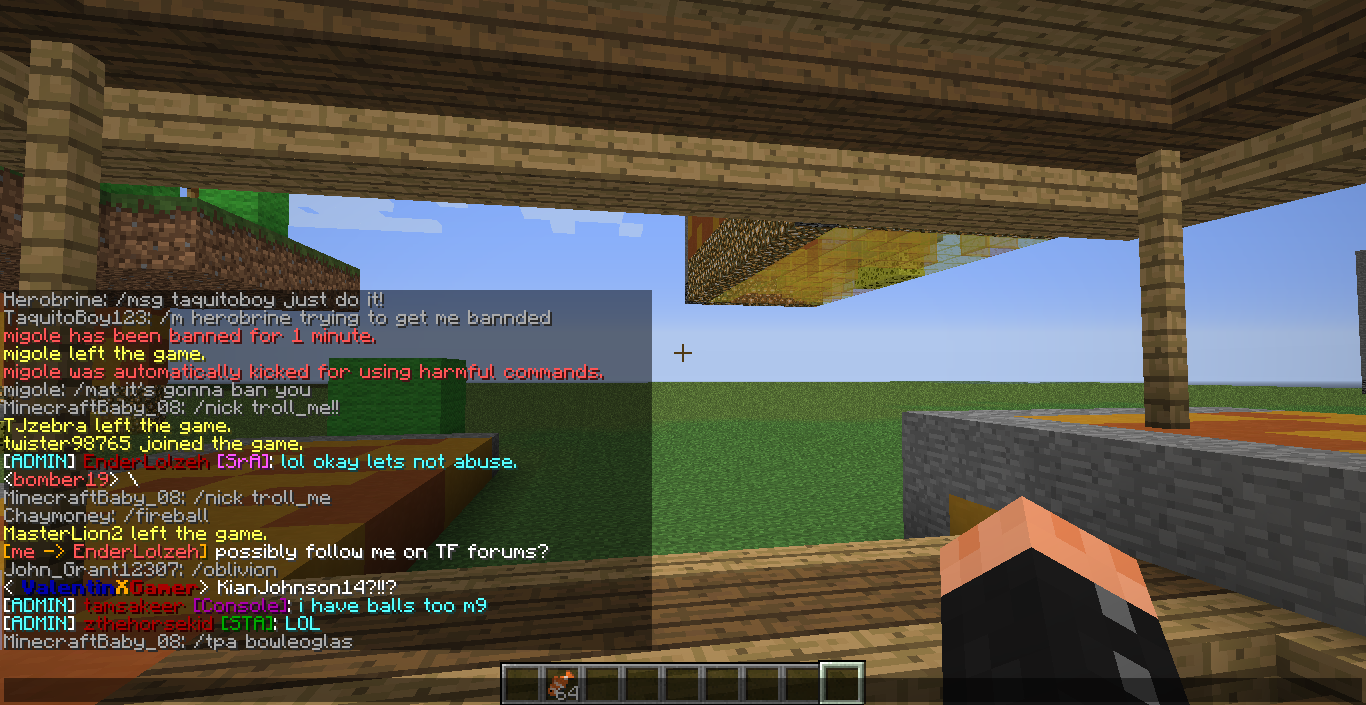 Herobrine: /msg taquitoboy just do it!
TaquitoBoy123: /m herobrine trying to get me bannded
migole has been banned for 1 minute.
migole left the game.
migole was automatically kicked for using harmful commands.
migole: /mat it's gonna ban you
MinecraftBaby_08: /nick troll_me!!
TJzebra left the game.
twister98765 joined the game.
[ADMIN] EnderLolzeh [SrA]: lol okay lets not abuse.
<bomber19> \
MinecraftBaby_08: /nick troll_me
Chaymoney: /fireball
MasterLion2 left the game.
[me -> EnderLolzeh] possibly follow me on TF forums?
John_Grant12307: /oblivion
< ValentinXGamer> KianJohnson14?!!?
[ADMIN] tamsakeer [Console]: i have balls too m9
[ADMIN] zthehorsekid [STA]: LOL
MinecraftBaby_08: /tpa bowleoglas
64